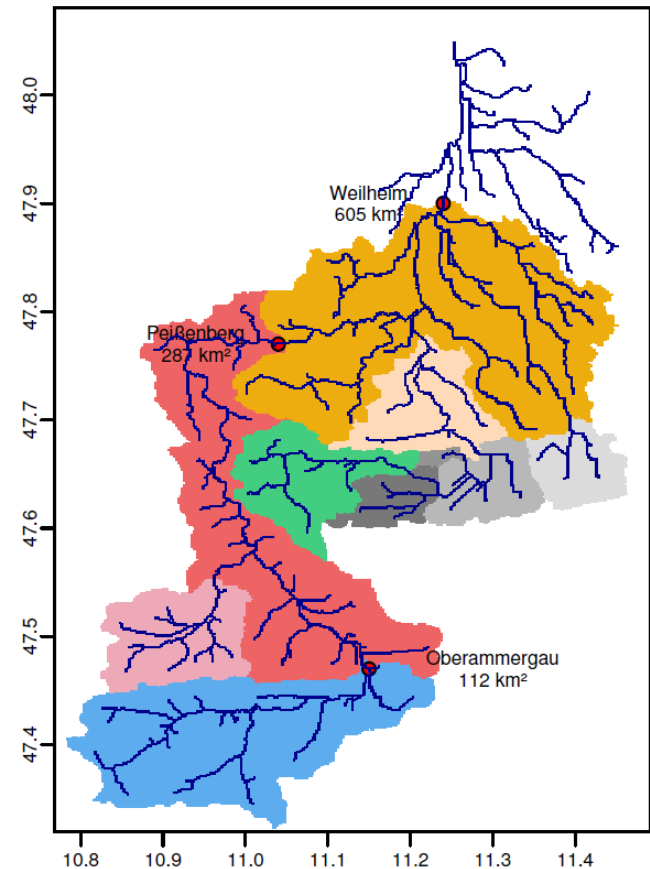 48.0
47.9
47.8
47.7
47.6
47.5
47.4
Weilheim
605 km²
Peißenberg
287 km²
Oberammergau
112 km²
10.8 10.9 11.0 11.1 11.2 11.3 11.4